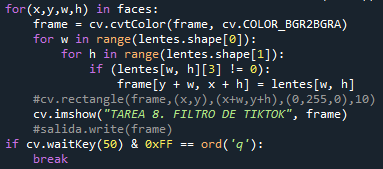 for(x,y,w,h) in faces:
    frame = cv.cvtColor(frame, cv.COLOR_BGR2BGRA)
    for w in range(lentes.shape[0]):
        for h in range(lentes.shape[1]):
            if (lentes[w, h][3] != 0):
                frame[y + w, x + h] = lentes[w, h]
    #cv.rectangle(frame,(x,y),(x+w,y+h),(0,255,0),10)
    cv.imshow("TAREA 8. FILTRO DE TIKTOK", frame)
    #salida.write(frame)
if cv.waitKey(50) & 0xFF == ord('q'):
    break